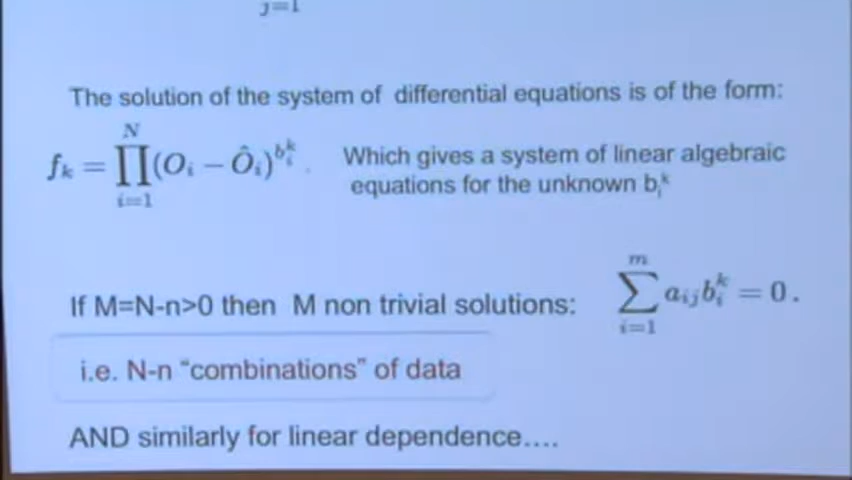 j=1
The solution of the system of differential equations is of the form:
f_k = ∏_{i=1}^{N} (O_i − Ô_i)^{b_i^k} . Which gives a system of linear algebraic
equations for the unknown b_i^k
If M=N-n>0 then M non trivial solutions: ∑_{i=1}^{m} a_{ij} b_i^k = 0 .
i.e. N-n “combinations” of data
AND similarly for linear dependence....